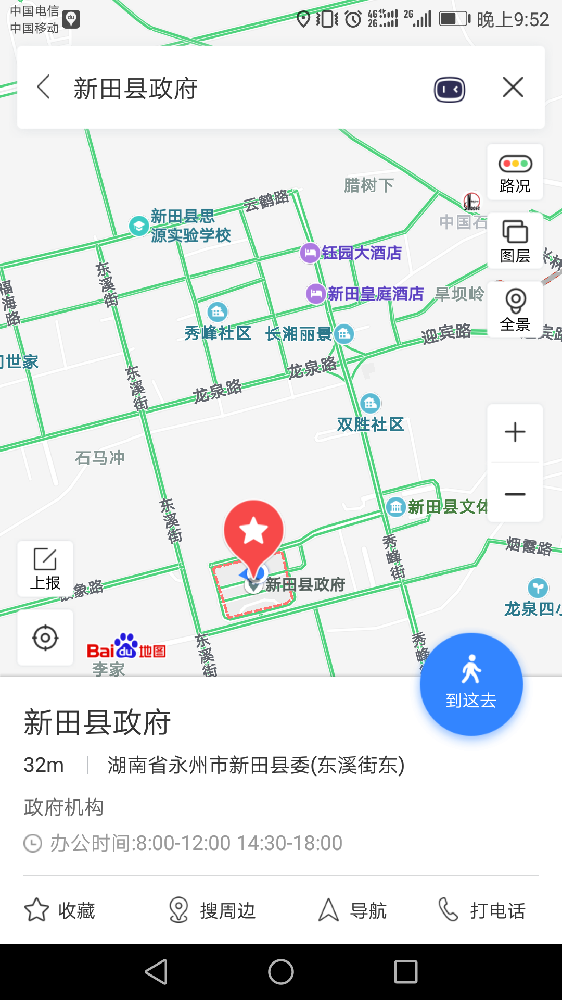 中国电信
中国移动
4G 2G 2G 晚上9:52
新田县政府
路况
图层
全景
腊树下
云鹤路
新田县思
源实验学校
中国石
钰园大酒店
新田皇庭酒店
旱坝岭
东溪街
福海路
秀峰社区
长湘丽景
迎宾路
宾路
世家
东溪街
龙泉路
龙泉路
双胜社区
石马冲
新田县文体
东溪街
秀峰街
烟霞路
上报
象路
新田县政府
龙泉四小
Baidu地图
李家
东溪街
秀峰
到这去
新田县政府
32m 湖南省永州市新田县委(东溪街东)
政府机构
办公时间:8:00-12:00 14:30-18:00
收藏 搜周边 导航 打电话